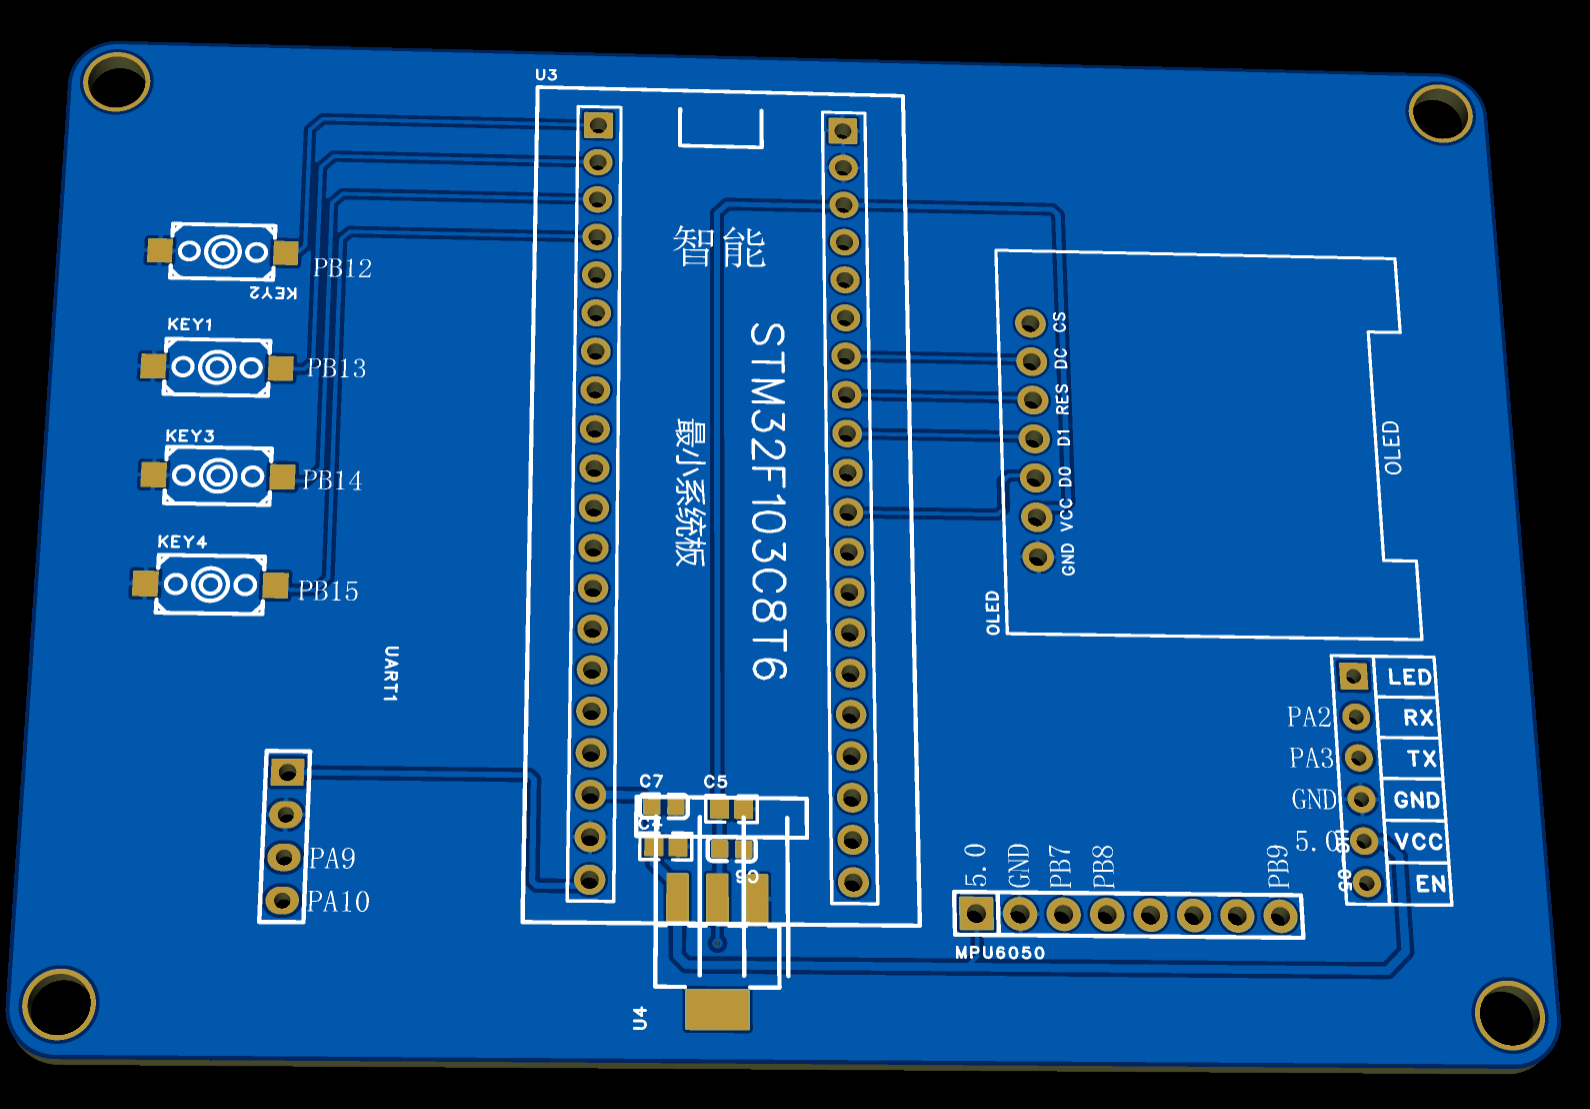 U3
智能
PB12
KEY2
KEY1
PB13
KEY3
PB14
KEY4
PB15
STM32F103C8T6
最小系统板
CS
DC
RES
D1
D0
VCC
GND
OLED
OLED
UART1
PA9
PA10
C7
C5
C6
U4
LED
PA2
RX
PA3
TX
GND
GND
5.0
VCC
EN
5.0
GND
PB7
PB8
PB9
MPU6050